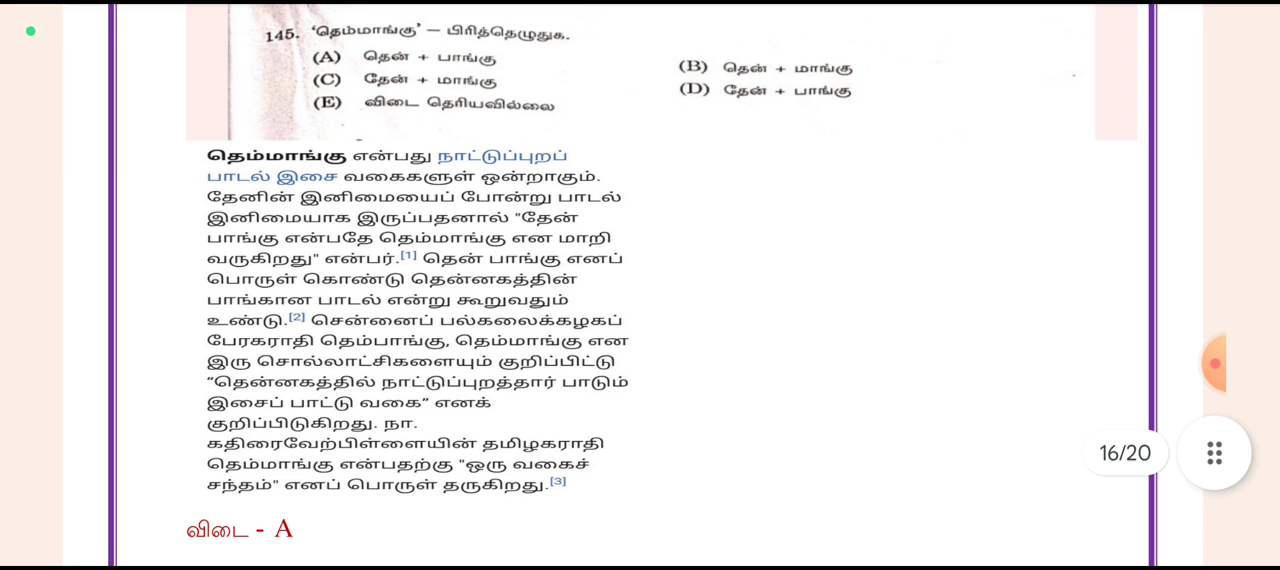 145. ‘தெம்மாங்கு’ – பிரித்தெழுதுக.
(A) தென் + பாங்கு
(B) தென் + மாங்கு
(C) தேன் + மாங்கு
(D) தேன் + பாங்கு
(E) விடை தெரியவில்லை
தெம்மாங்கு என்பது நாட்டுப்புறப்
பாடல் இசை வகைகளுள் ஒன்றாகும்.
தேனின் இனிமையைப் போன்று பாடல்
இனிமையாக இருப்பதனால் "தேன்
பாங்கு என்பதே தெம்மாங்கு என மாறி
வருகிறது" என்பர்.[1] தென் பாங்கு எனப்
பொருள் கொண்டு தென்னகத்தின்
பாங்கான பாடல் என்று கூறுவதும்
உண்டு.[2] சென்னைப் பல்கலைக்கழகப்
பேரகராதி தெம்பாங்கு, தெம்மாங்கு என
இரு சொல்லாட்சிகளையும் குறிப்பிட்டு
“தென்னகத்தில் நாட்டுப்புறத்தார் பாடும்
இசைப் பாட்டு வகை” எனக்
குறிப்பிடுகிறது. நா.
கதிரைவேற்பிள்ளையின் தமிழகராதி
தெம்மாங்கு என்பதற்கு "ஒரு வகைச்
சந்தம்" எனப் பொருள் தருகிறது.[3]
விடை - A
16/20